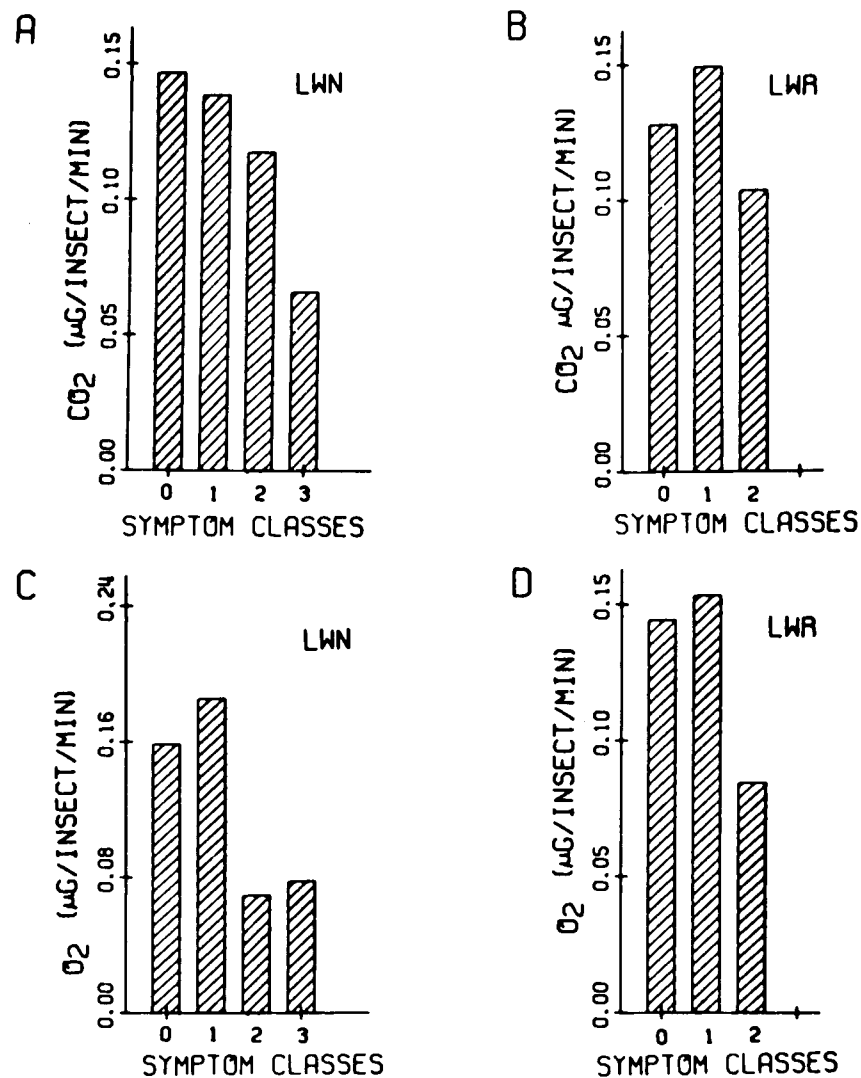 A
LWN
CO2 (µG/INSECT/MIN)
0.15
0.10
0.05
0.00
0 1 2 3
SYMPTOM CLASSES
B
LWR
CO2 µG/INSECT/MIN)
0.15
0.10
0.05
0.00
0 1 2
SYMPTOM CLASSES
C
LWN
O2 (µG/INSECT/MIN)
0.24
0.16
0.08
0.00
0 1 2 3
SYMPTOM CLASSES
D
LWR
O2 (µG/INSECT/MIN)
0.15
0.10
0.05
0.00
0 1 2
SYMPTOM CLASSES